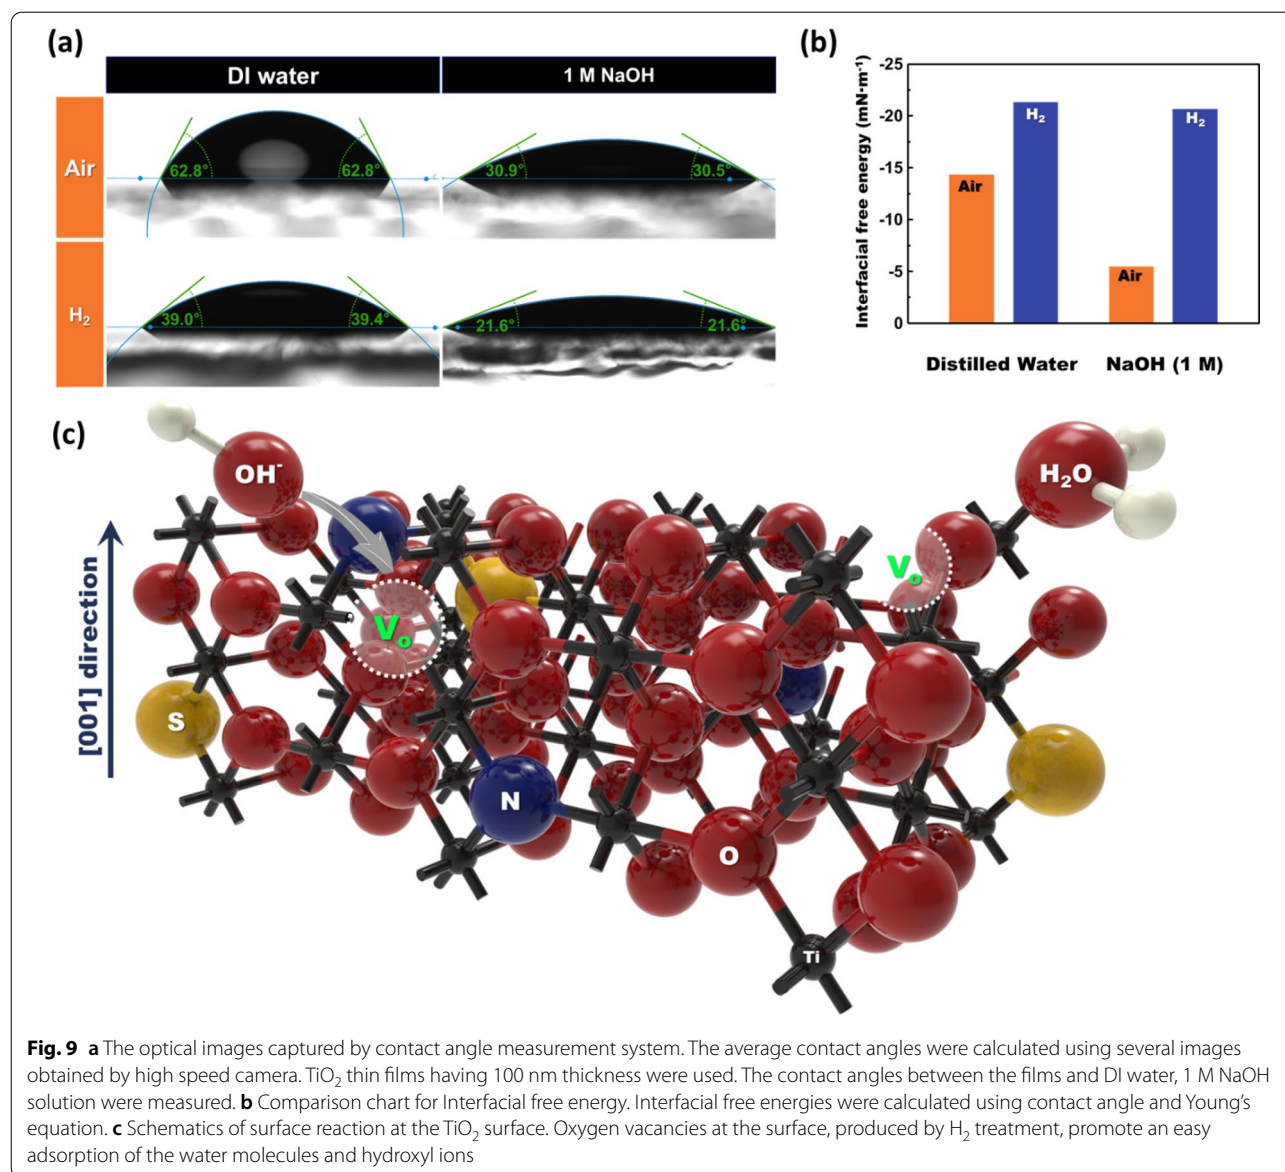 (a)
DI water
1 M NaOH
Air
62.8°
62.8°
30.9°
30.5°
H₂
39.0°
39.4°
21.6°
21.6°
(b)
Interfacial free energy (mN·m⁻¹)
-25
-20
-15
-10
-5
0
Air
H₂
Air
H₂
Distilled Water
NaOH (1 M)
(c)
OH⁻
H₂O
Vₒ
Vₒ
[001] direction
S
N
O
Ti
Fig. 9 a The optical images captured by contact angle measurement system. The average contact angles were calculated using several images
obtained by high speed camera. TiO₂ thin films having 100 nm thickness were used. The contact angles between the films and DI water, 1 M NaOH
solution were measured. b Comparison chart for Interfacial free energy. Interfacial free energies were calculated using contact angle and Young’s
equation. c Schematics of surface reaction at the TiO₂ surface. Oxygen vacancies at the surface, produced by H₂ treatment, promote an easy
adsorption of the water molecules and hydroxyl ions